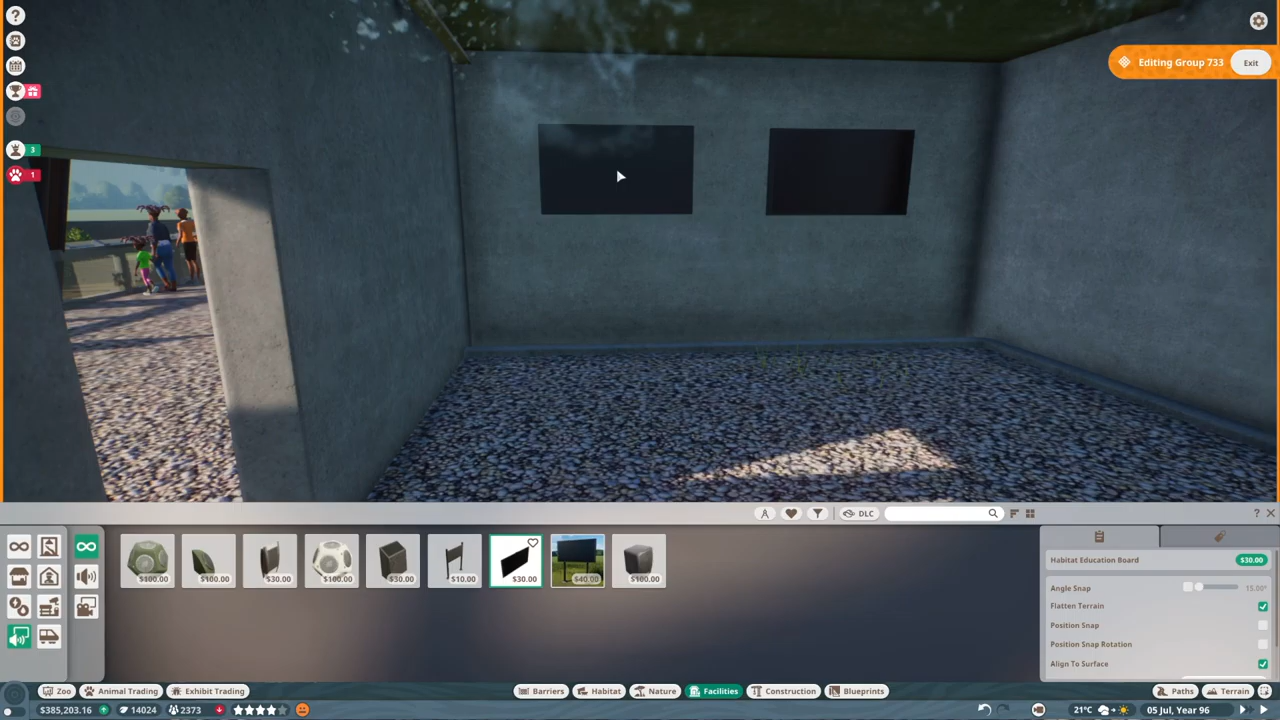 ?
Editing Group 733
Exit
3
1
DLC
?
$100.00
$100.00
$30.00
$100.00
$30.00
$10.00
$30.00
$40.00
$100.00
Habitat Education Board
$30.00
Angle Snap
15.00°
Flatten Terrain
Position Snap
Position Snap Rotation
Align To Surface
Zoo
Animal Trading
Exhibit Trading
Barriers
Habitat
Nature
Facilities
Construction
Blueprints
Paths
Terrain
$385,203.16
14024
2373
21°C
05 Jul, Year 96